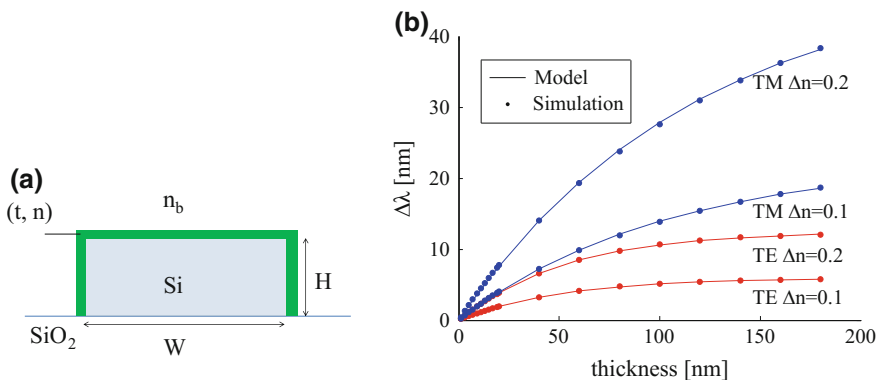 (a)
(t, n)
n_b
Si
H
SiO₂
W
(b)
Δλ [nm]
40
30
20
10
0
0
50
100
150
200
thickness [nm]
Model
Simulation
TM Δn=0.2
TM Δn=0.1
TE Δn=0.2
TE Δn=0.1